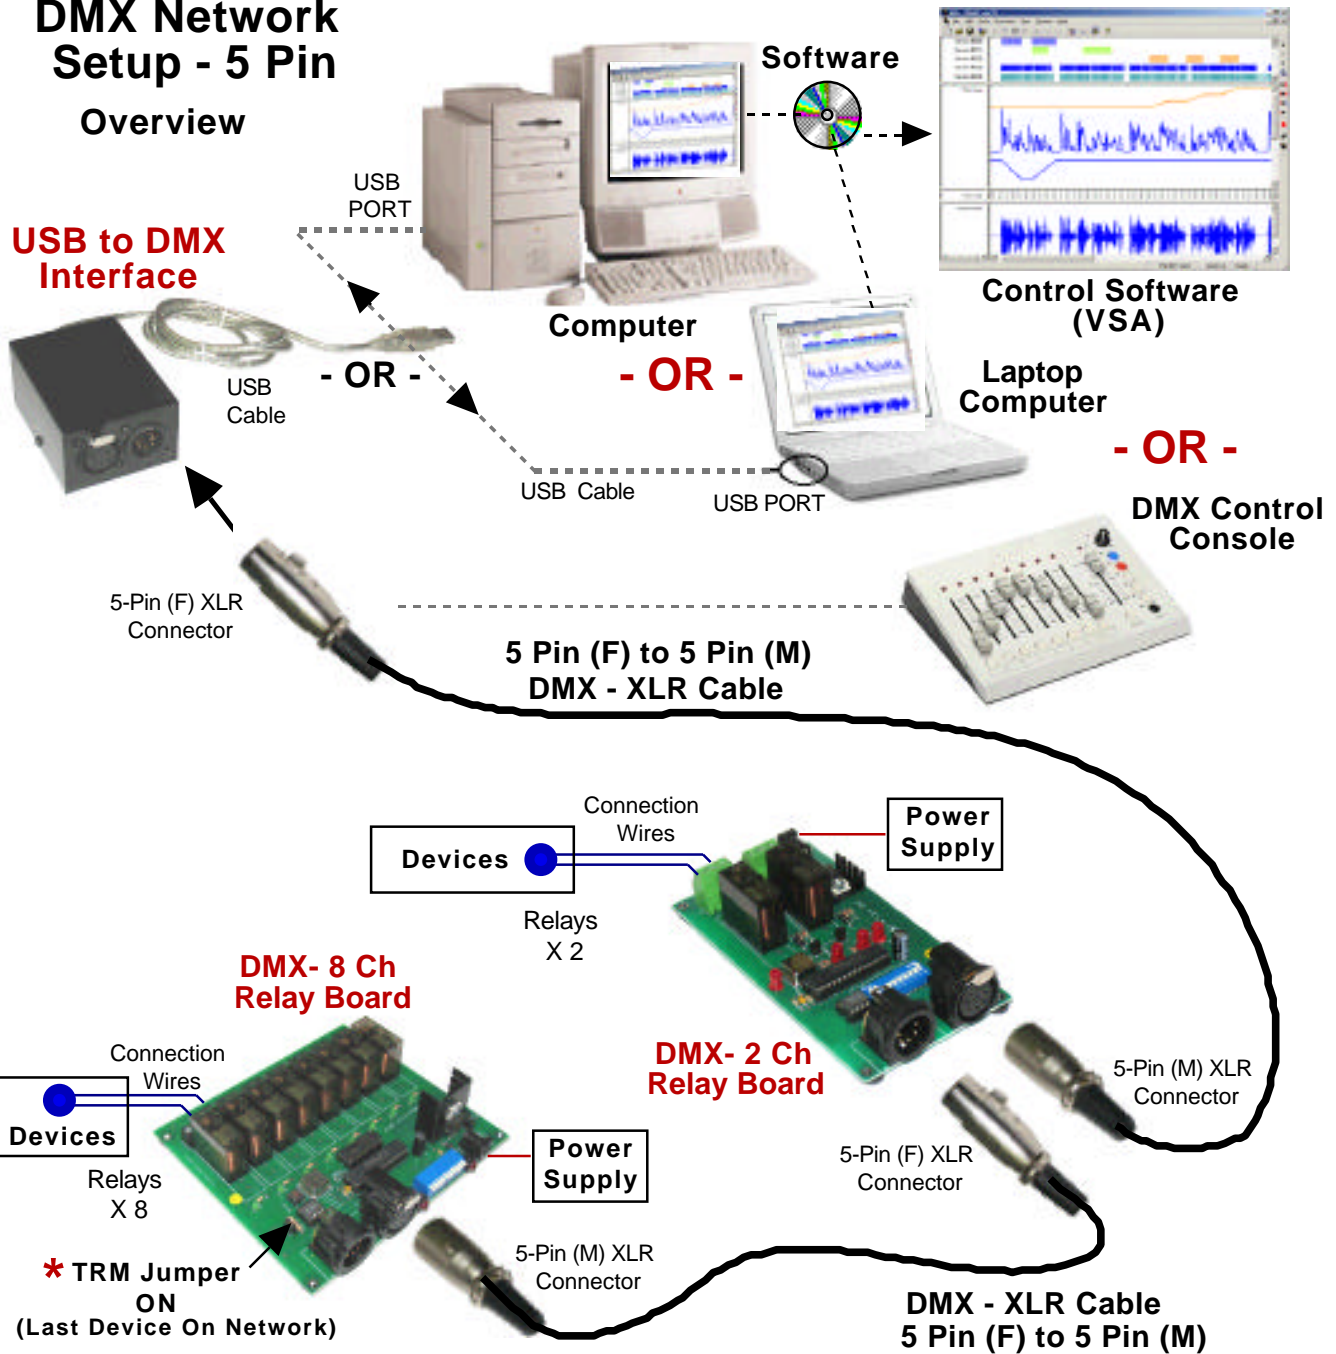 DMX Network
Setup - 5 Pin
Overview
Software
USB
PORT
USB to DMX
Interface
Control Software
(VSA)
Computer
- OR -
- OR -
Laptop
Computer
USB
Cable
- OR -
USB Cable
USB PORT
DMX Control
Console
5-Pin (F) XLR
Connector
5 Pin (F) to 5 Pin (M)
DMX - XLR Cable
Connection
Wires
Power
Supply
Devices
Relays
X 2
DMX- 8 Ch
Relay Board
DMX- 2 Ch
Relay Board
Connection
Wires
5-Pin (M) XLR
Connector
Devices
Power
Supply
5-Pin (F) XLR
Connector
Relays
X 8
5-Pin (M) XLR
Connector
* TRM Jumper
ON
(Last Device On Network)
DMX - XLR Cable
5 Pin (F) to 5 Pin (M)